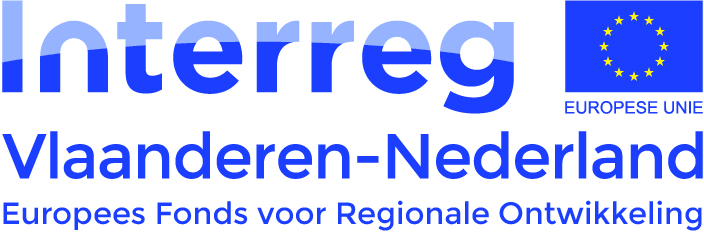 Interreg
EUROPESE UNIE
Vlaanderen-Nederland
Europees Fonds voor Regionale Ontwikkeling